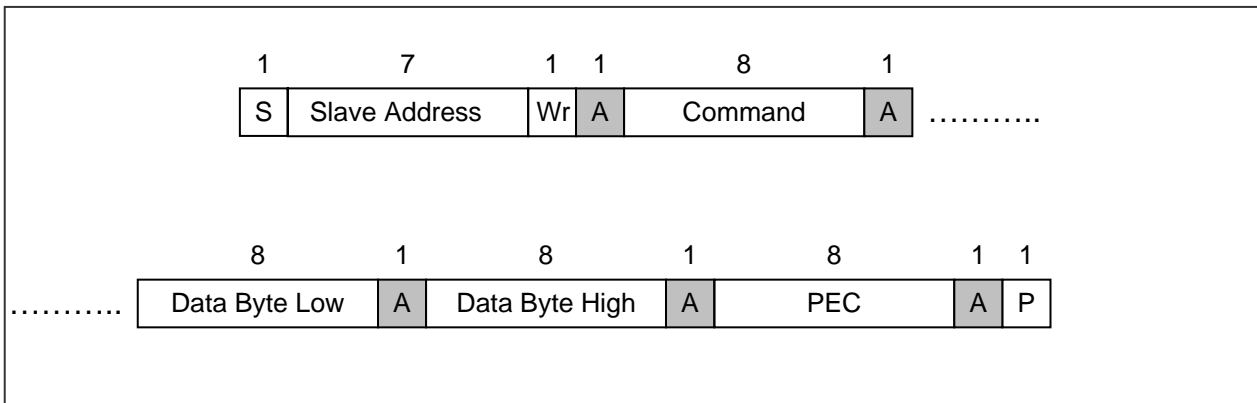 1 7 1 1 8 1
S Slave Address Wr A Command A ………..
8 1 8 1 8 1 1
……….. Data Byte Low A Data Byte High A PEC A P